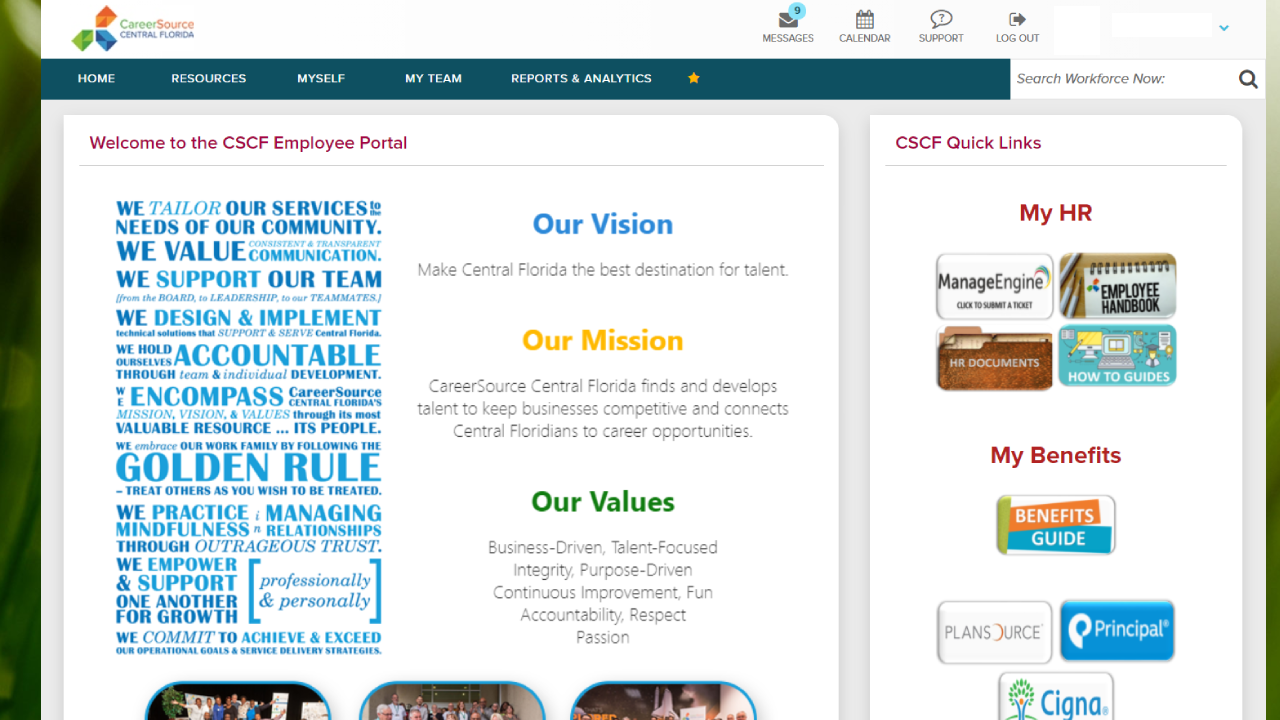 CareerSource
CENTRAL FLORIDA
9
MESSAGES
CALENDAR
SUPPORT
LOG OUT
HOME
RESOURCES
MYSELF
MY TEAM
REPORTS & ANALYTICS
Search Workforce Now:
Welcome to the CSCF Employee Portal
WE TAILOR OUR SERVICES to the
NEEDS OF OUR COMMUNITY.
WE VALUE CONSISTENT & TRANSPARENT
COMMUNICATION.
WE SUPPORT OUR TEAM
[from the BOARD, to LEADERSHIP, to our TEAMMATES.]
WE DESIGN & IMPLEMENT
technical solutions that SUPPORT & SERVE Central Florida.
WE HOLD
OURSELVES ACCOUNTABLE
THROUGH team & individual DEVELOPMENT.
WE ENCOMPASS CareerSource
CENTRAL FLORIDA'S
MISSION, VISION, & VALUES through its most
VALUABLE RESOURCE ... ITS PEOPLE.
WE embrace OUR WORK FAMILY BY FOLLOWING THE
GOLDEN RULE
– TREAT OTHERS AS YOU WISH TO BE TREATED.
WE PRACTICE in MANAGING
MINDFULNESS RELATIONSHIPS
THROUGH OUTRAGEOUS TRUST.
WE EMPOWER
& SUPPORT
ONE ANOTHER
FOR GROWTH
[professionally
& personally]
WE COMMIT TO ACHIEVE & EXCEED
OUR OPERATIONAL GOALS & SERVICE DELIVERY STRATEGIES.
Our Vision
Make Central Florida the best destination for talent.
Our Mission
CareerSource Central Florida finds and develops
talent to keep businesses competitive and connects
Central Floridians to career opportunities.
Our Values
Business-Driven, Talent-Focused
Integrity, Purpose-Driven
Continuous Improvement, Fun
Accountability, Respect
Passion
CSCF Quick Links
My HR
ManageEngine
CLICK TO SUBMIT A TICKET
EMPLOYEE
HANDBOOK
HR DOCUMENTS
HOW TO GUIDES
My Benefits
BENEFITS
GUIDE
PLANSOURCE
Principal®
Cigna®